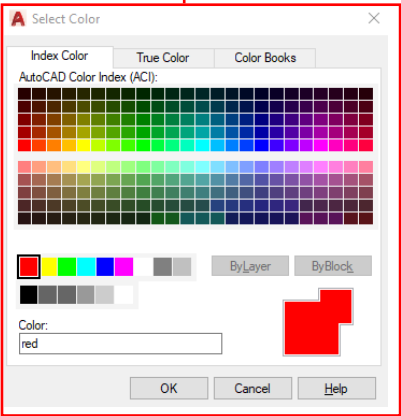 Select Color
Index Color True Color Color Books
AutoCAD Color Index (ACI):
ByLayer ByBlock
Color:
red
OK Cancel Help